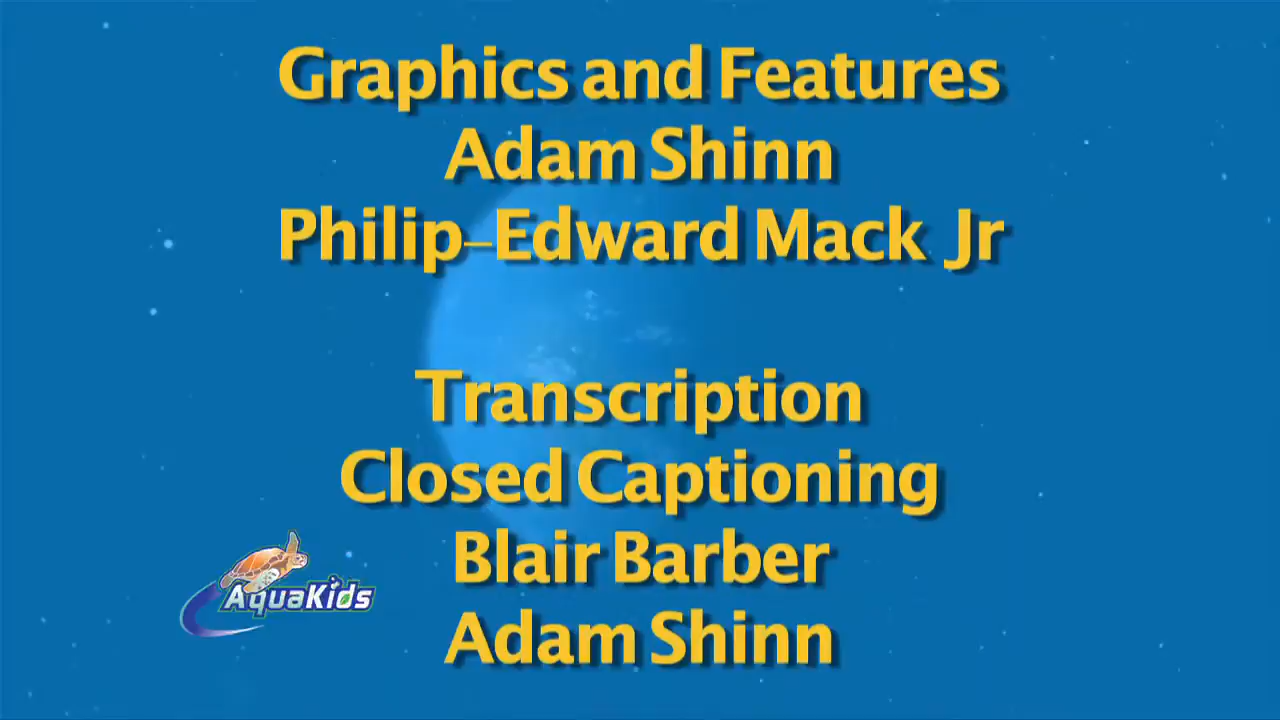 Graphics and Features
Adam Shinn
Philip-Edward Mack Jr
Transcription
Closed Captioning
Blair Barber
Adam Shinn
AquaKids